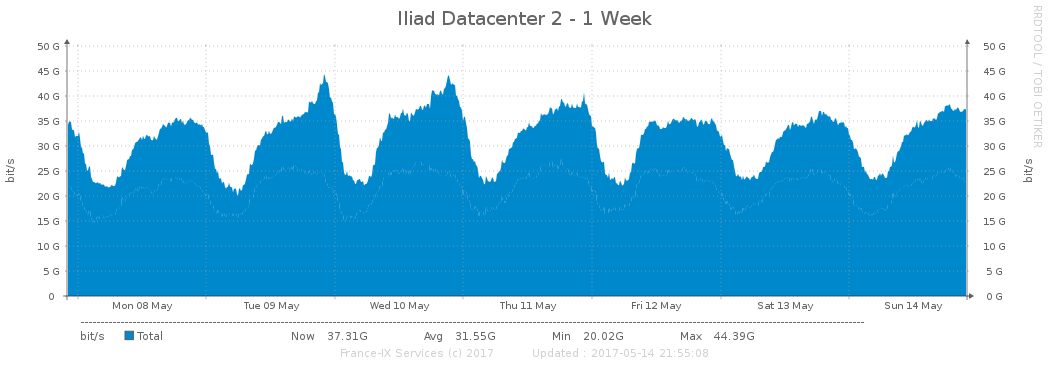 Iliad Datacenter 2 - 1 Week
RRDTOOL / TOBI OETIKER
50 G 50 G
45 G 45 G
40 G 40 G
35 G 35 G
30 G 30 G
25 G 25 G
20 G 20 G
15 G 15 G
10 G 10 G
5 G 5 G
0 0 G
bit/s bit/s
Mon 08 May Tue 09 May Wed 10 May Thu 11 May Fri 12 May Sat 13 May Sun 14 May
bit/s Total Now 37.31G Avg 31.55G Min 20.02G Max 44.39G
France-IX Services (c) 2017 Updated : 2017-05-14 21:55:08